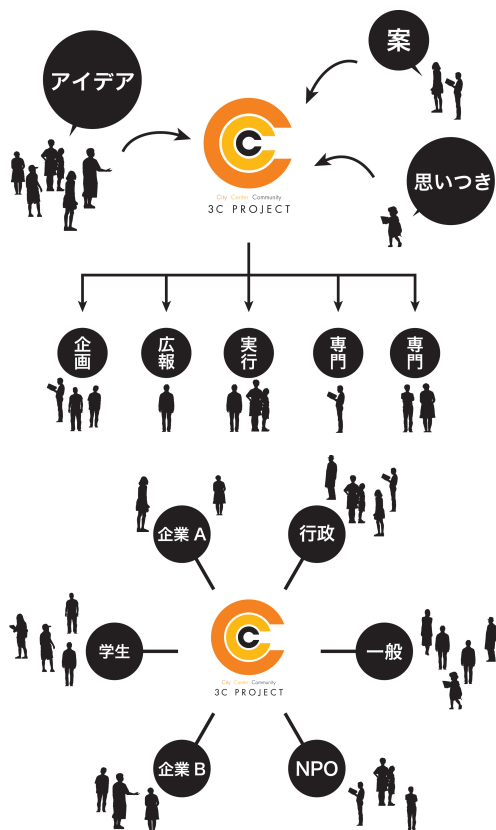 案
アイデア
思いつき
C
City Center Community
3C PROJECT
企画
広報
実行
専門
専門
企業 A
行政
学生
C
City Center Community
3C PROJECT
一般
企業 B
NPO